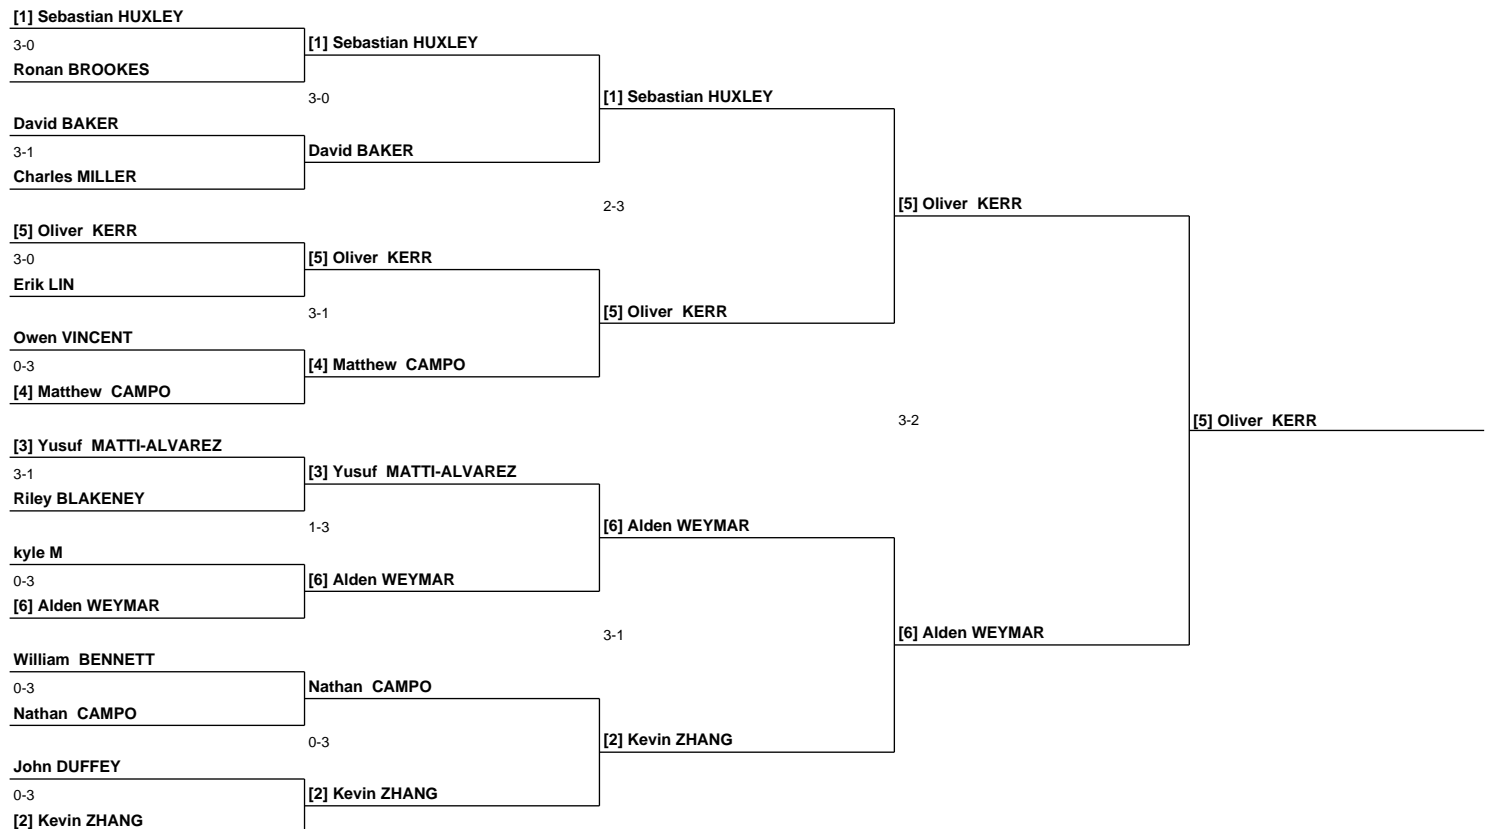 [1] Sebastian HUXLEY
3-0
Ronan BROOKES
David BAKER
3-1
Charles MILLER
[5] Oliver  KERR
3-0
Erik LIN
Owen VINCENT
0-3
[4] Matthew  CAMPO
[3] Yusuf  MATTI-ALVAREZ
3-1
Riley BLAKENEY
kyle M
0-3
[6] Alden WEYMAR
William  BENNETT
0-3
Nathan  CAMPO
John DUFFEY
0-3
[2] Kevin ZHANG
[1] Sebastian HUXLEY
3-0
David BAKER
[5] Oliver  KERR
3-1
[4] Matthew  CAMPO
[3] Yusuf  MATTI-ALVAREZ
1-3
[6] Alden WEYMAR
Nathan  CAMPO
0-3
[2] Kevin ZHANG
[1] Sebastian HUXLEY
2-3
[5] Oliver  KERR
[6] Alden WEYMAR
3-1
[2] Kevin ZHANG
[5] Oliver  KERR
3-2
[6] Alden WEYMAR
[5] Oliver  KERR